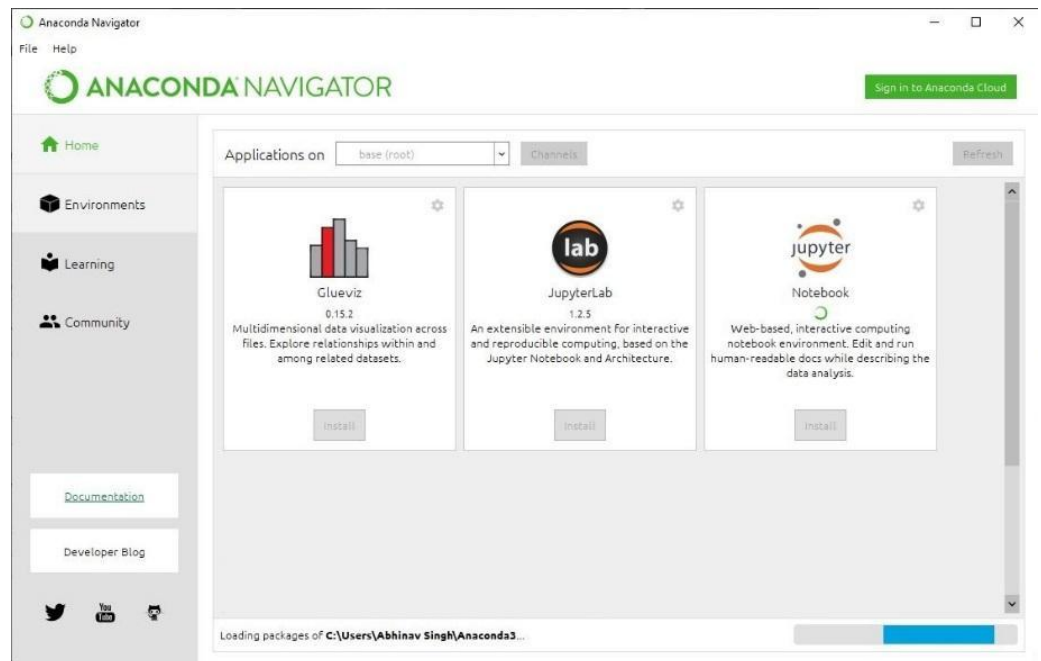 Anaconda Navigator
File Help
ANACONDA NAVIGATOR
Sign in to Anaconda Cloud
Home
Environments
Learning
Community
Documentation
Developer Blog
You
Tube
Applications on base (root) Channels Refresh
Glueviz
0.15.2
Multidimensional data visualization across
files. Explore relationships within and
among related datasets.
Install
lab
JupyterLab
1.2.5
An extensible environment for interactive
and reproducible computing, based on the
Jupyter Notebook and Architecture.
Install
jupyter
Notebook
Web-based, interactive computing
notebook environment. Edit and run
human-readable docs while describing the
data analysis.
Install
Loading packages of C:\Users\Abhinav Singh\Anaconda3...